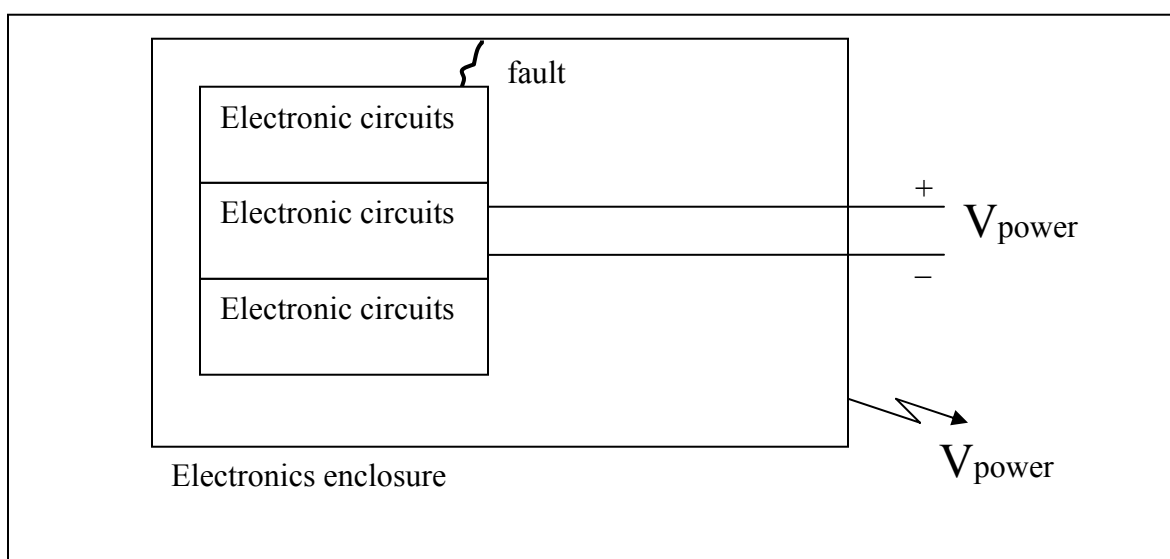 fault
Electronic circuits
Electronic circuits
Electronic circuits
+
Vpower
–
Vpower
Electronics enclosure